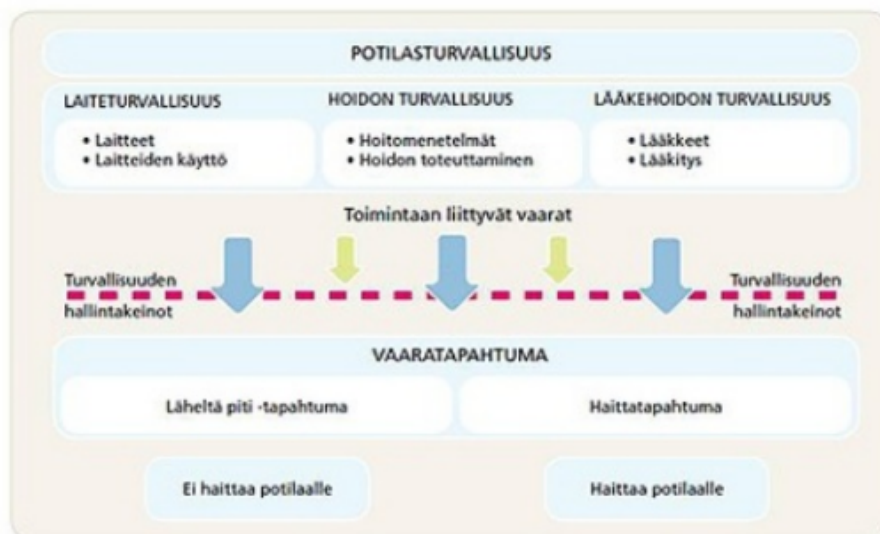 POTILASTURVALLISUUS
LAITETURVALLISUUS
• Laitteet
• Laitteiden käyttö
HOIDON TURVALLISUUS
• Hoitomenetelmät
• Hoidon toteuttaminen
LÄÄKEHOIDON TURVALLISUUS
• Lääkkeet
• Lääkitys
Toimintaan liittyvät vaarat
Turvallisuuden
hallintakeinot
Turvallisuuden
hallintakeinot
VAARATAPAHTUMA
Läheltä piti -tapahtuma
Haittatapahtuma
Ei haittaa potilaalle
Haittaa potilaalle